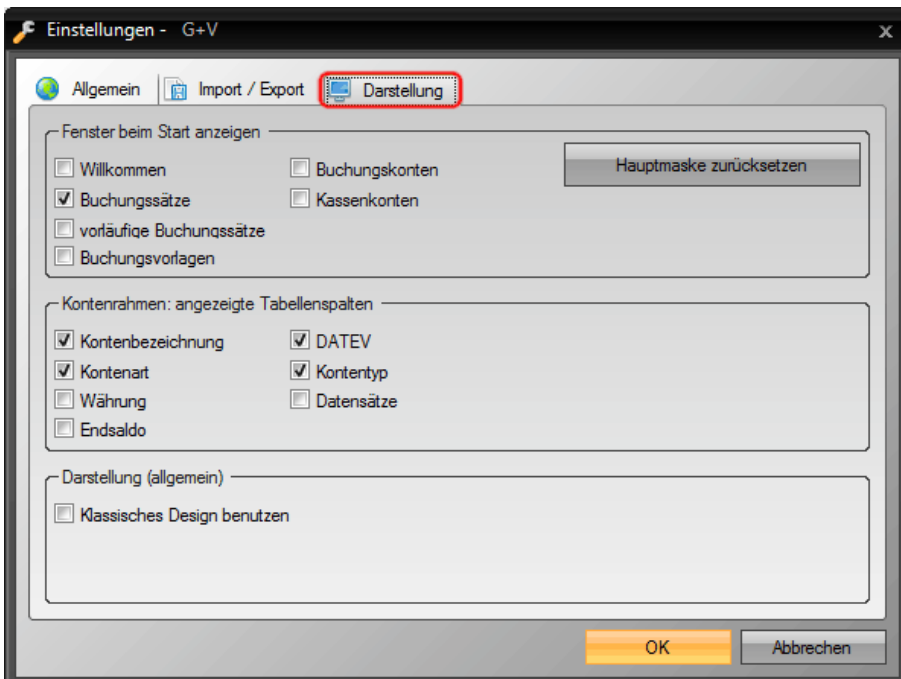 Einstellungen - G+V
x
Allgemein
Import / Export
Darstellung
Fenster beim Start anzeigen
Willkommen
Buchungskonten
Hauptmaske zurücksetzen
Buchungssätze
Kassenkonten
vorläufige Buchungssätze
Buchungsvorlagen
Kontenrahmen: angezeigte Tabellenspalten
Kontenbezeichnung
DATEV
Kontenart
Kontentyp
Währung
Datensätze
Endsaldo
Darstellung (allgemein)
Klassisches Design benutzen
OK
Abbrechen